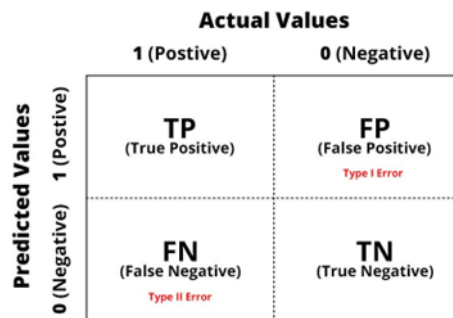 Actual Values
1 (Postive) 0 (Negative)
Predicted Values
1 (Postive)
TP FP
(True Positive) (False Positive)
Type I Error
0 (Negative)
FN TN
(False Negative) (True Negative)
Type II Error